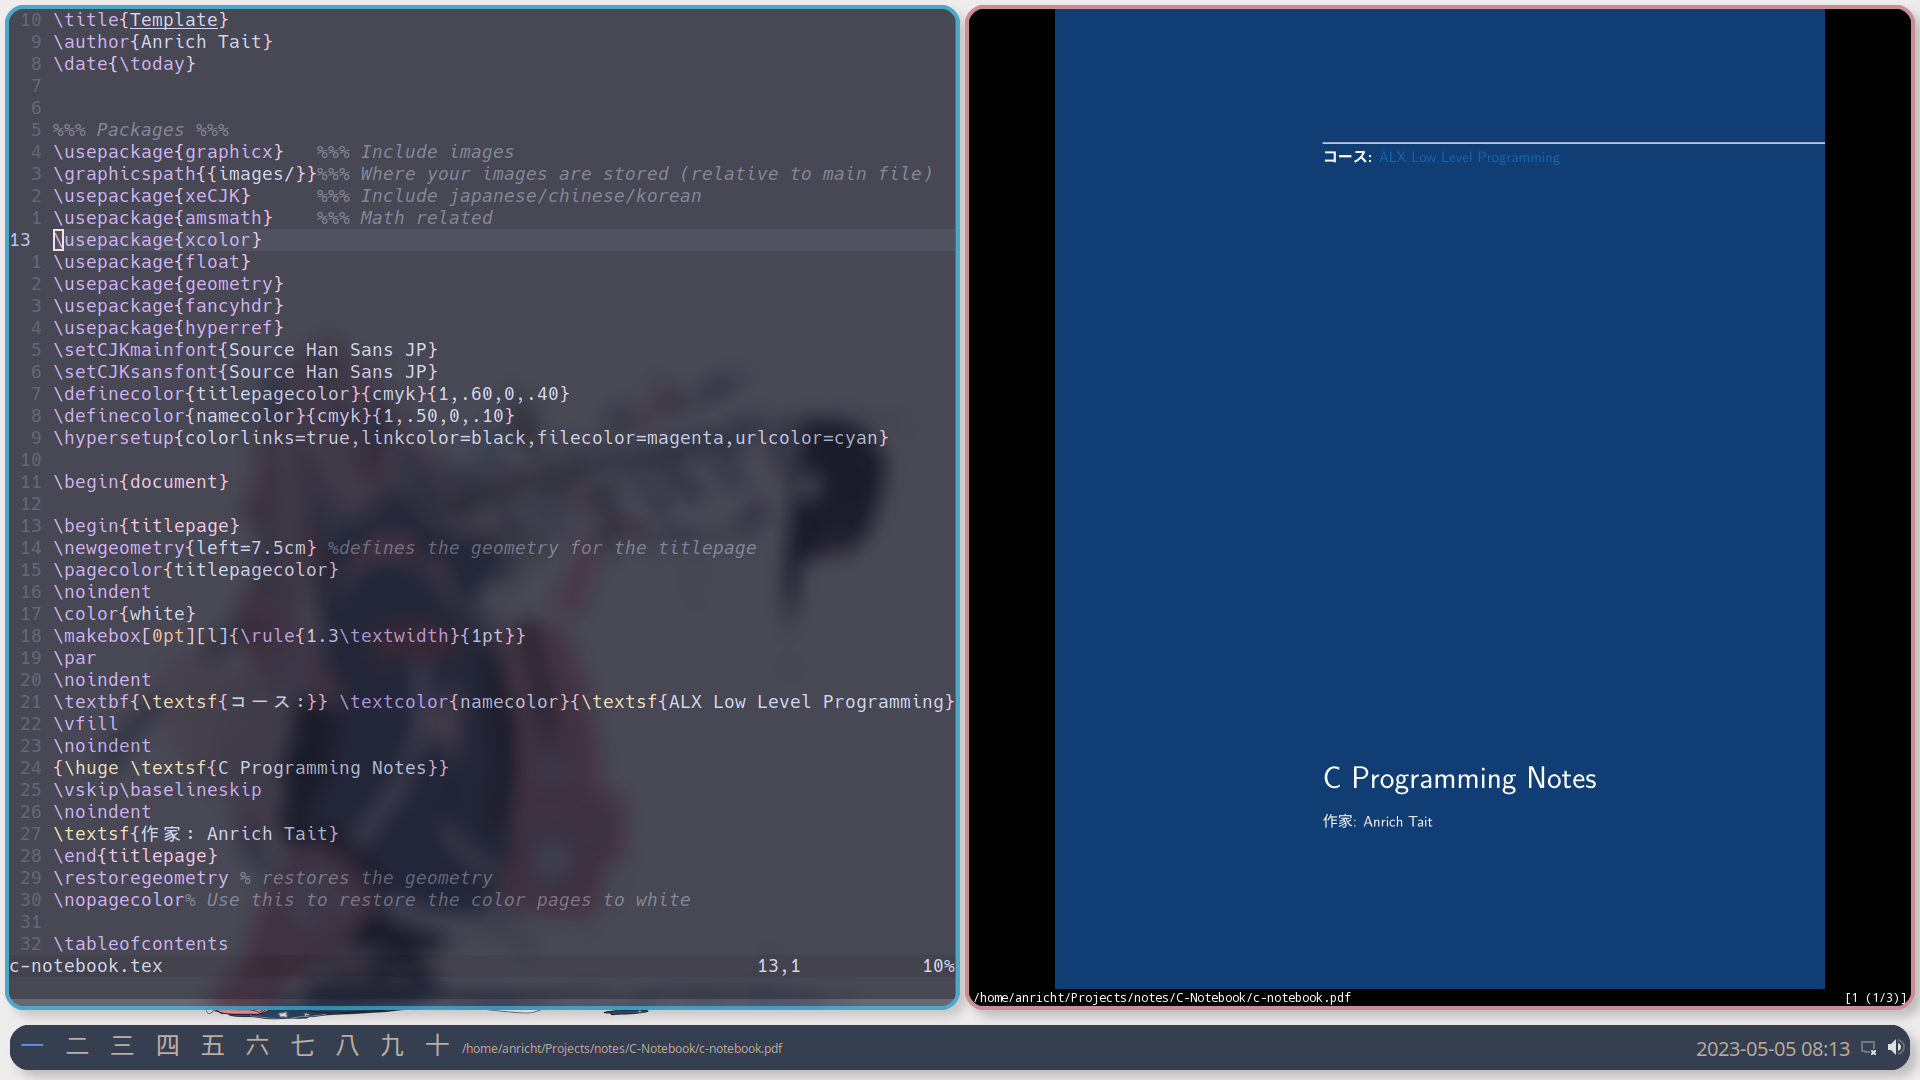 10 \title{Template}
9 \author{Anrich Tait}
8 \date{\today}
7
6
5 %%% Packages %%%
4 \usepackage{graphicx}   %%% Include images
3 \graphicspath{{images/}}%%% Where your images are stored (relative to main file)
2 \usepackage{xeCJK}      %%% Include japanese/chinese/korean
1 \usepackage{amsmath}    %%% Math related
13 \usepackage{xcolor}
1 \usepackage{float}
2 \usepackage{geometry}
3 \usepackage{fancyhdr}
4 \usepackage{hyperref}
5 \setCJKmainfont{Source Han Sans JP}
6 \setCJKsansfont{Source Han Sans JP}
7 \definecolor{titlepagecolor}{cmyk}{1,.60,0,.40}
8 \definecolor{namecolor}{cmyk}{1,.50,0,.10}
9 \hypersetup{colorlinks=true,linkcolor=black,filecolor=magenta,urlcolor=cyan}
10
11 \begin{document}
12
13 \begin{titlepage}
14 \newgeometry{left=7.5cm} %defines the geometry for the titlepage
15 \pagecolor{titlepagecolor}
16 \noindent
17 \color{white}
18 \makebox[0pt][l]{\rule{1.3\textwidth}{1pt}}
19 \par
20 \noindent
21 \textbf{\textsf{コース:}} \textcolor{namecolor}{\textsf{ALX Low Level Programming}
22 \vfill
23 \noindent
24 {\huge \textsf{C Programming Notes}}
25 \vskip\baselineskip
26 \noindent
27 \textsf{作家: Anrich Tait}
28 \end{titlepage}
29 \restoregeometry % restores the geometry
30 \nopagecolor% Use this to restore the color pages to white
31
32 \tableofcontents
c-notebook.tex 13,1 10%
コース: ALX Low Level Programming
C Programming Notes
作家: Anrich Tait
/home/anricht/Projects/notes/C-Notebook/c-notebook.pdf [1 (1/3)]
一 二 三 四 五 六 七 八 九 十 /home/anricht/Projects/notes/C-Notebook/c-notebook.pdf 2023-05-05 08:13